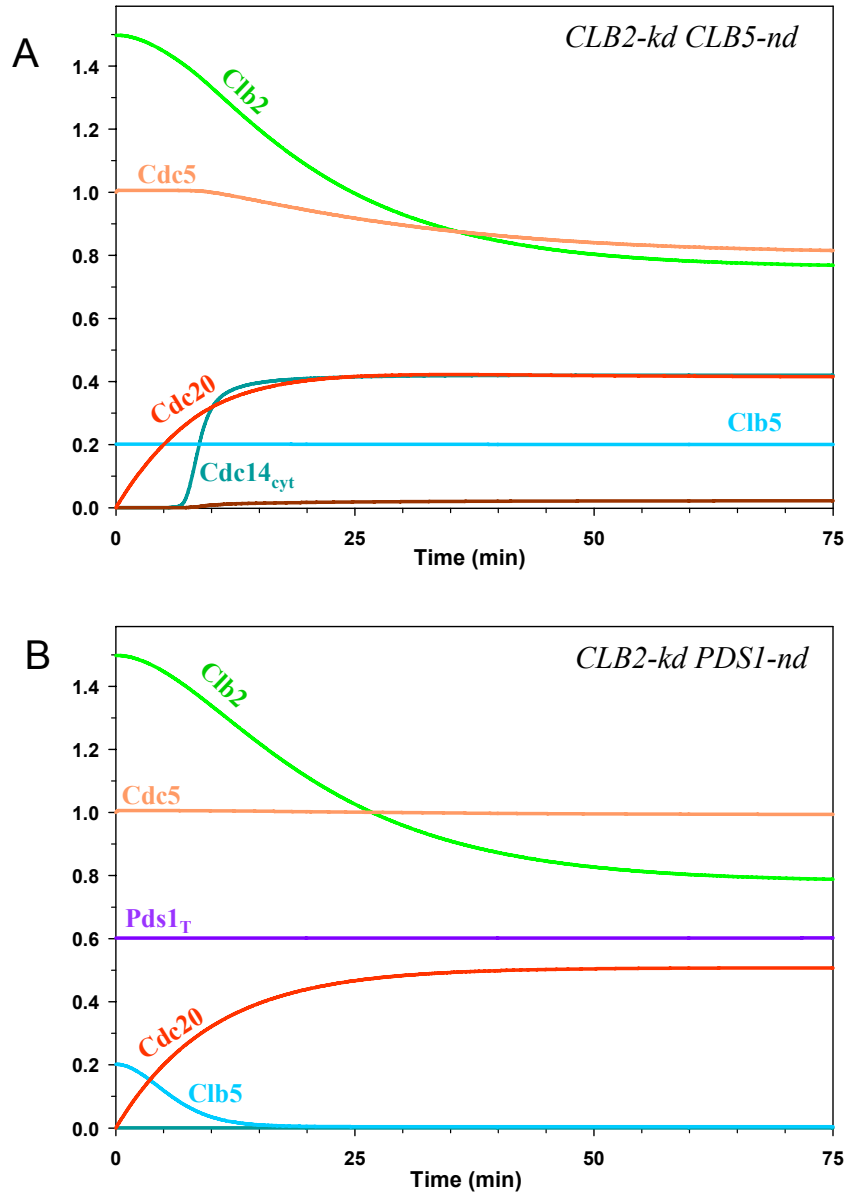 A
CLB2-kd CLB5-nd
Clb2
Cdc5
Cdc20
Clb5
Cdc14cyt
1.4
1.2
1.0
0.8
0.6
0.4
0.2
0.0
0
25
50
75
Time (min)
B
CLB2-kd PDS1-nd
Clb2
Cdc5
Pds1T
Cdc20
Clb5
1.4
1.2
1.0
0.8
0.6
0.4
0.2
0.0
0
25
50
75
Time (min)